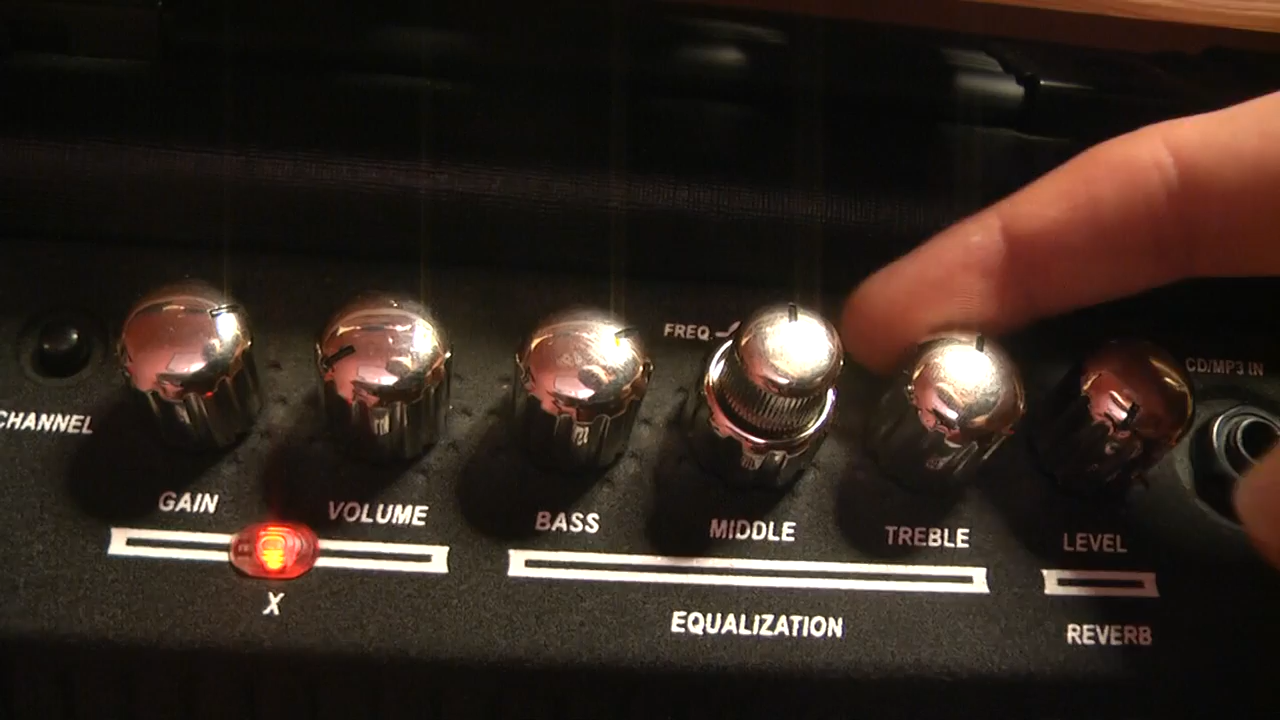 FREQ.
CD/MP3 IN
CHANNEL
GAIN
VOLUME
BASS
MIDDLE
TREBLE
LEVEL
X
EQUALIZATION
REVERB